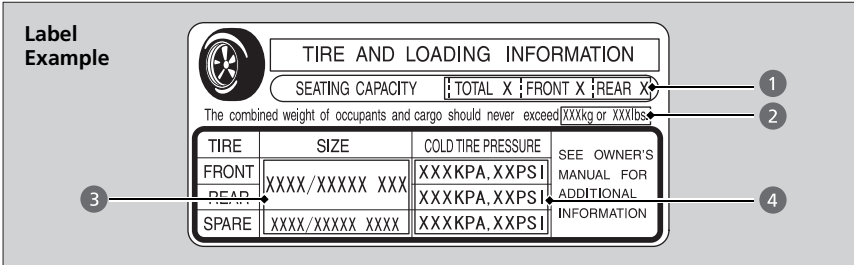 Label
Example
TIRE AND LOADING INFORMATION
SEATING CAPACITY TOTAL X FRONT X REAR X
1
The combined weight of occupants and cargo should never exceed XXXkg or XXXlbs.
2
TIRE SIZE COLD TIRE PRESSURE
SEE OWNER'S
MANUAL FOR
ADDITIONAL
INFORMATION
FRONT XXXX/XXXXX XXX XXXKPA,XXPSI
REAR XXXKPA,XXPSI
3
4
SPARE XXXX/XXXXX XXXX XXXKPA,XXPSI